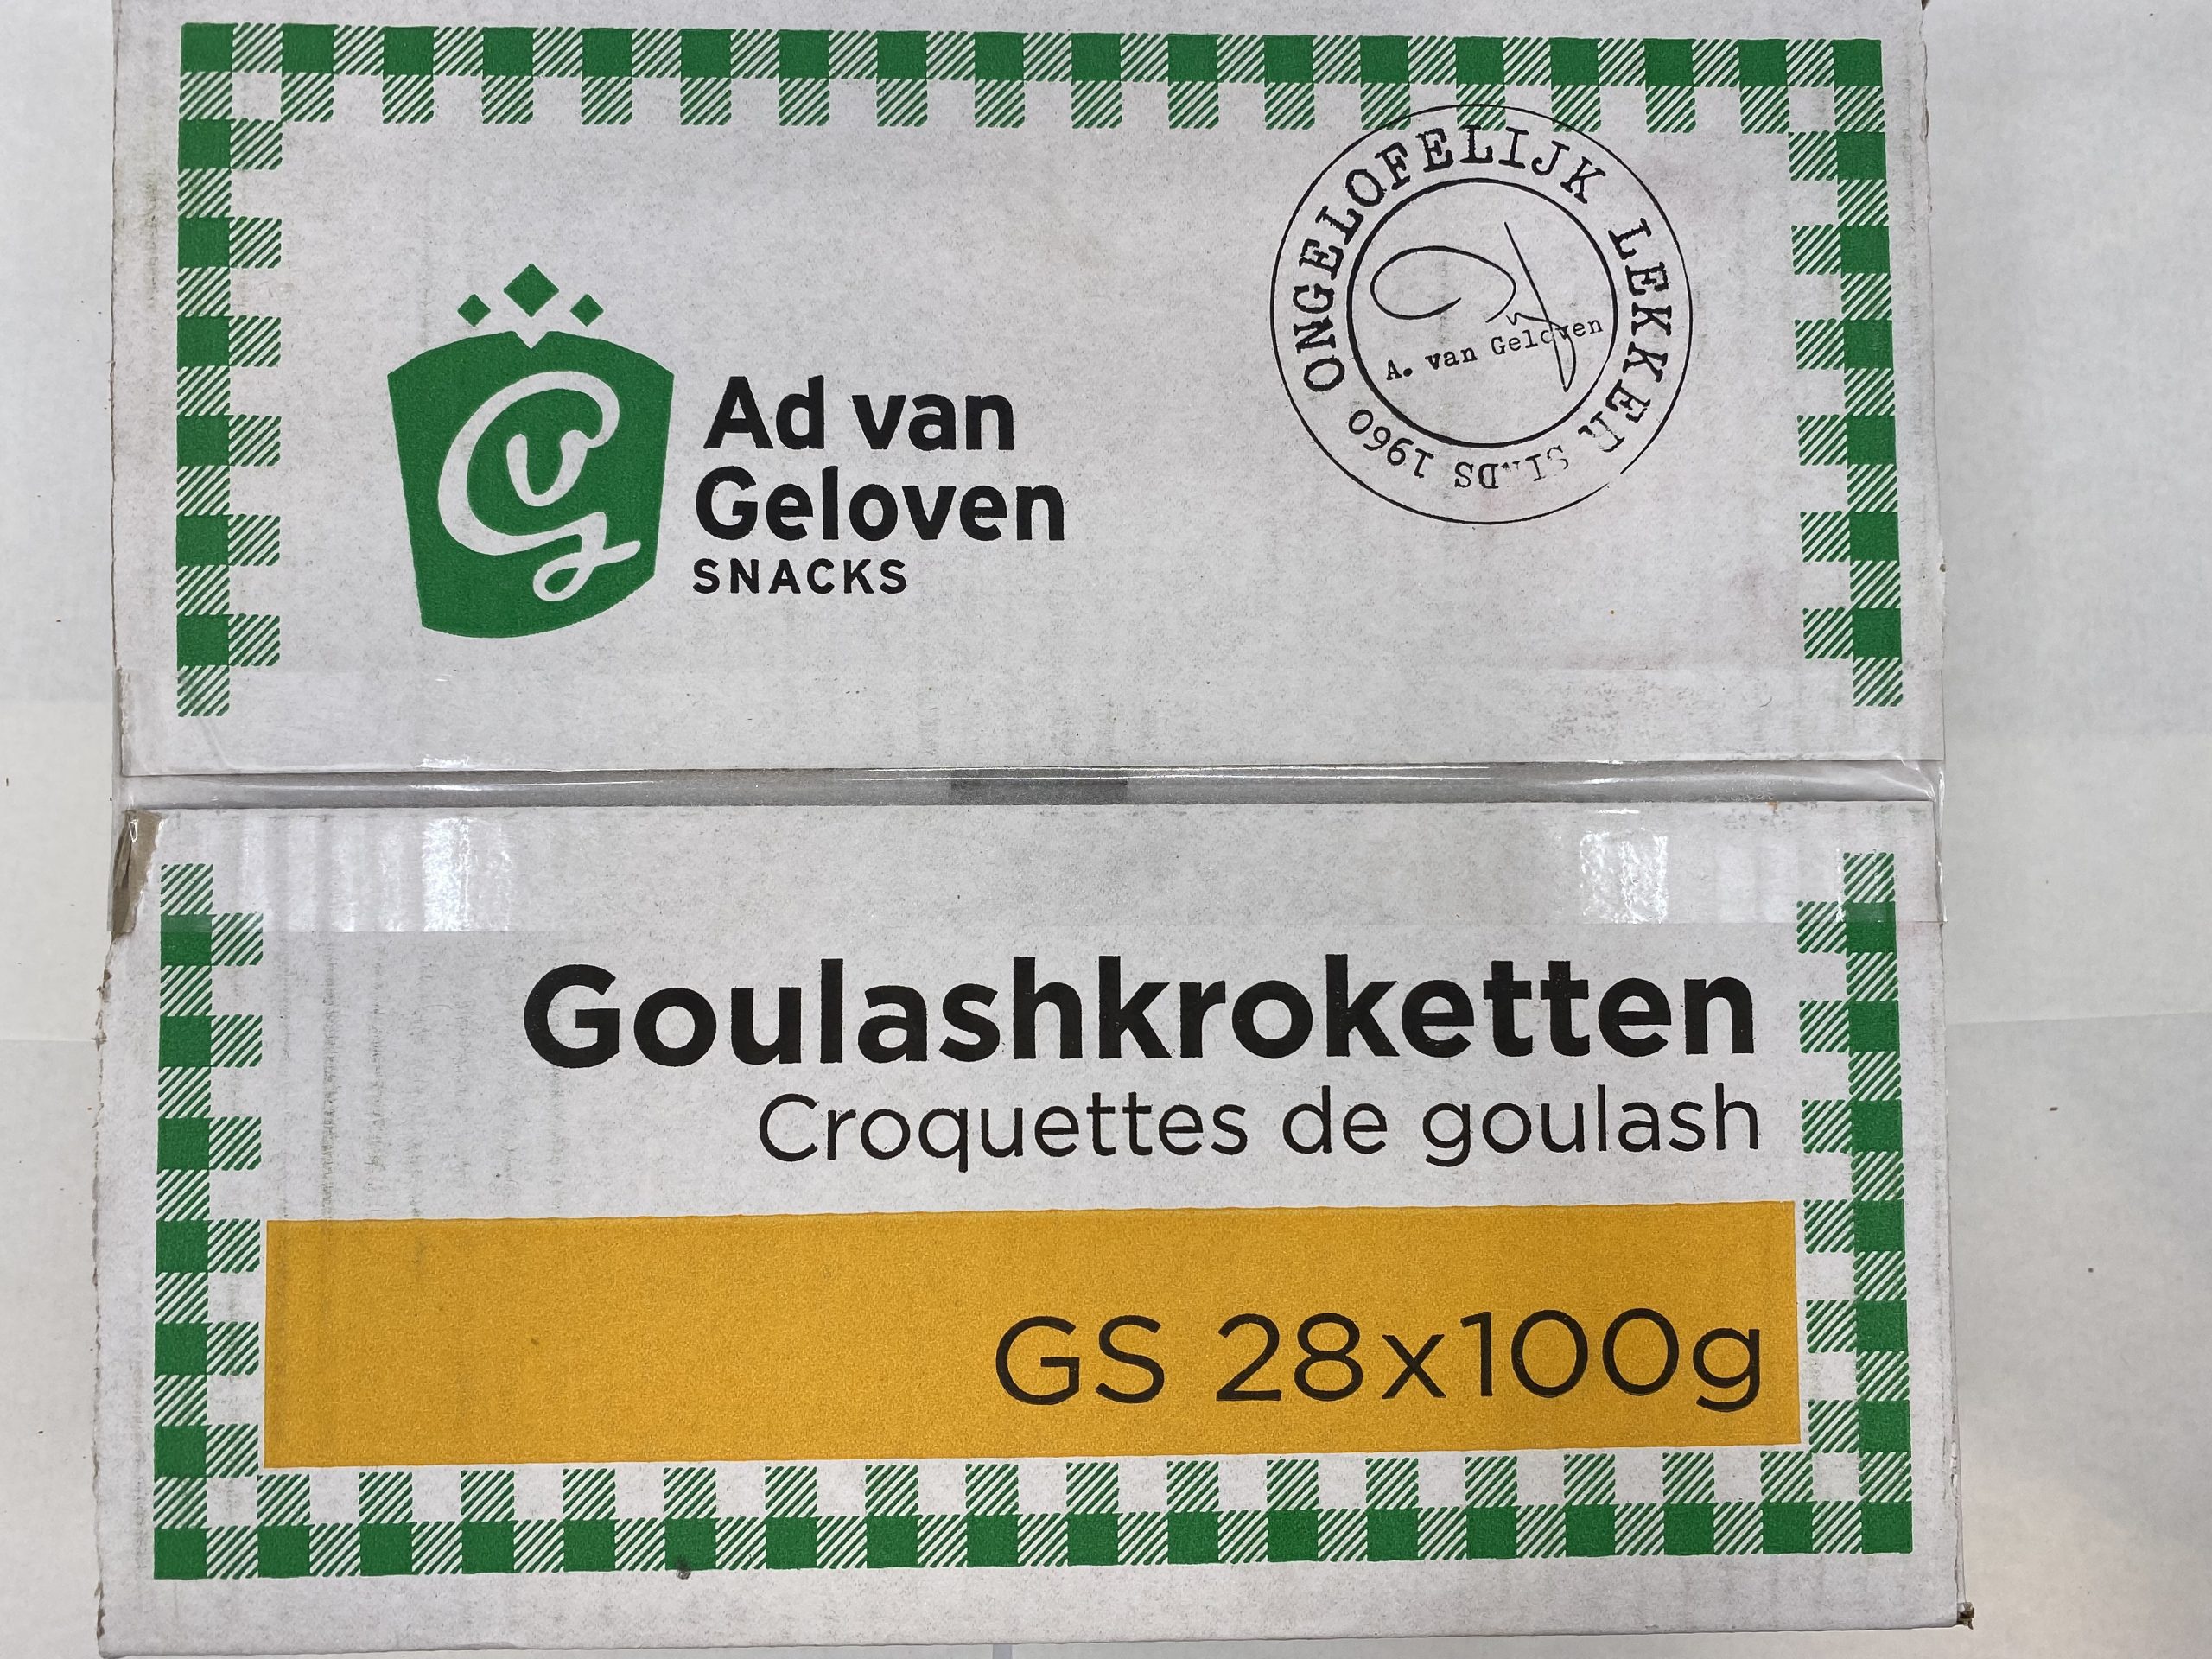 Ad van
Geloven
SNACKS
ONGELOFELIJK LEKKER SINDS 1960
A. van Geloven
Goulashkroketten
Croquettes de goulash
GS 28x100g